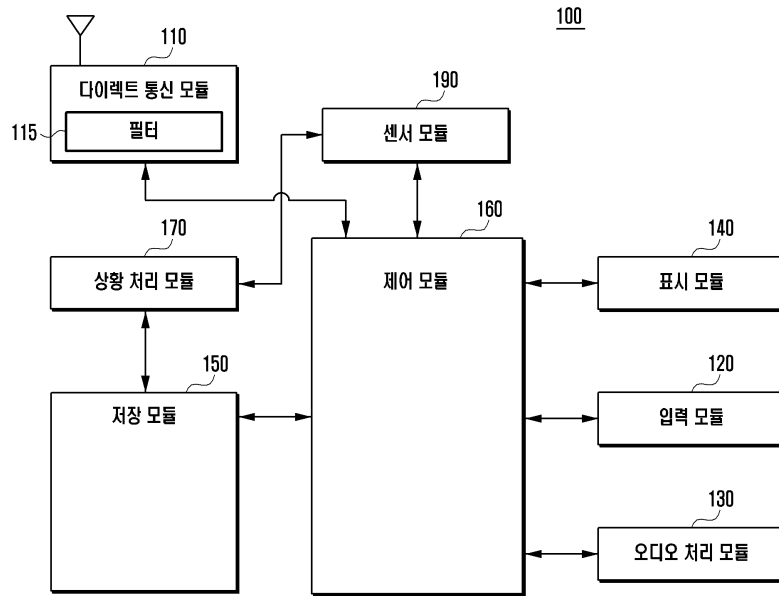 100
110
다이렉트 통신 모듈
115
필터
190
센서 모듈
170
상황 처리 모듈
160
제어 모듈
140
표시 모듈
150
저장 모듈
120
입력 모듈
130
오디오 처리 모듈